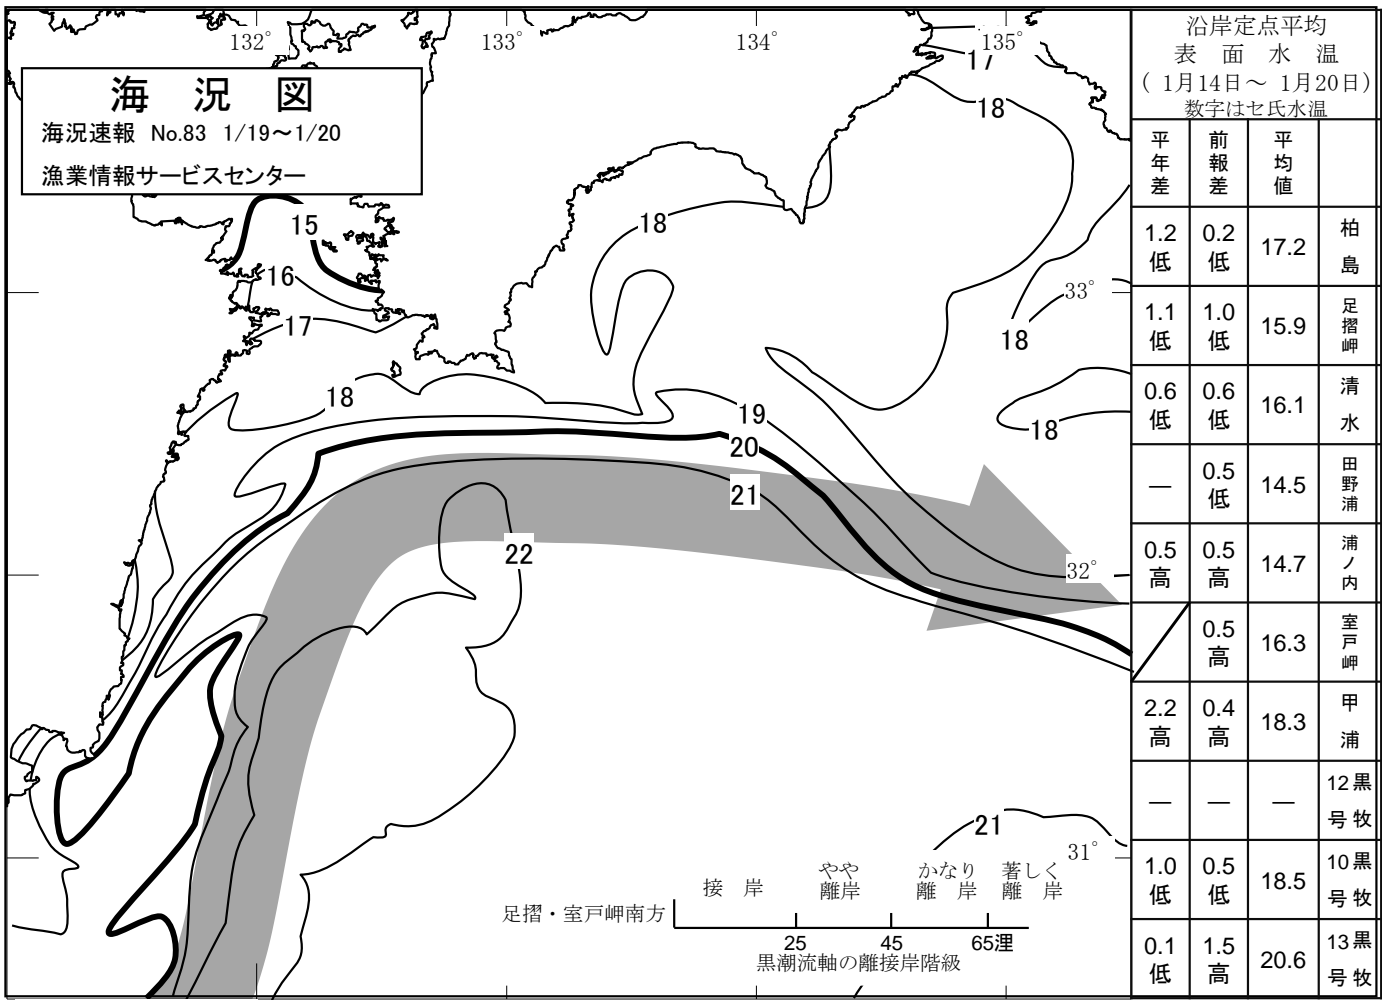 132°
133°
134°
135°
海 況 図
海況速報 No.83 1/19～1/20
漁業情報サービスセンター
17
18
15
18
16
33°
17
18
18
19
18
20
21
22
32°
21
31°
接 岸
やや
離岸
かなり
離 岸
著しく
離 岸
足摺・室戸岬南方
25
45
65浬
黒潮流軸の離接岸階級
沿岸定点平均
表 面 水 温
( 1月14日～ 1月20日)
数字はセ氏水温
平年差 前報差 平均値
1.2低 0.2低 17.2 柏島
1.1低 1.0低 15.9 足摺岬
0.6低 0.6低 16.1 清水
— 0.5低 14.5 田野浦
0.5高 0.5高 14.7 浦ノ内
0.5高 16.3 室戸岬
2.2高 0.4高 18.3 甲浦
— — — 黒牧12号
1.0低 0.5低 18.5 黒牧10号
0.1低 1.5高 20.6 黒牧13号